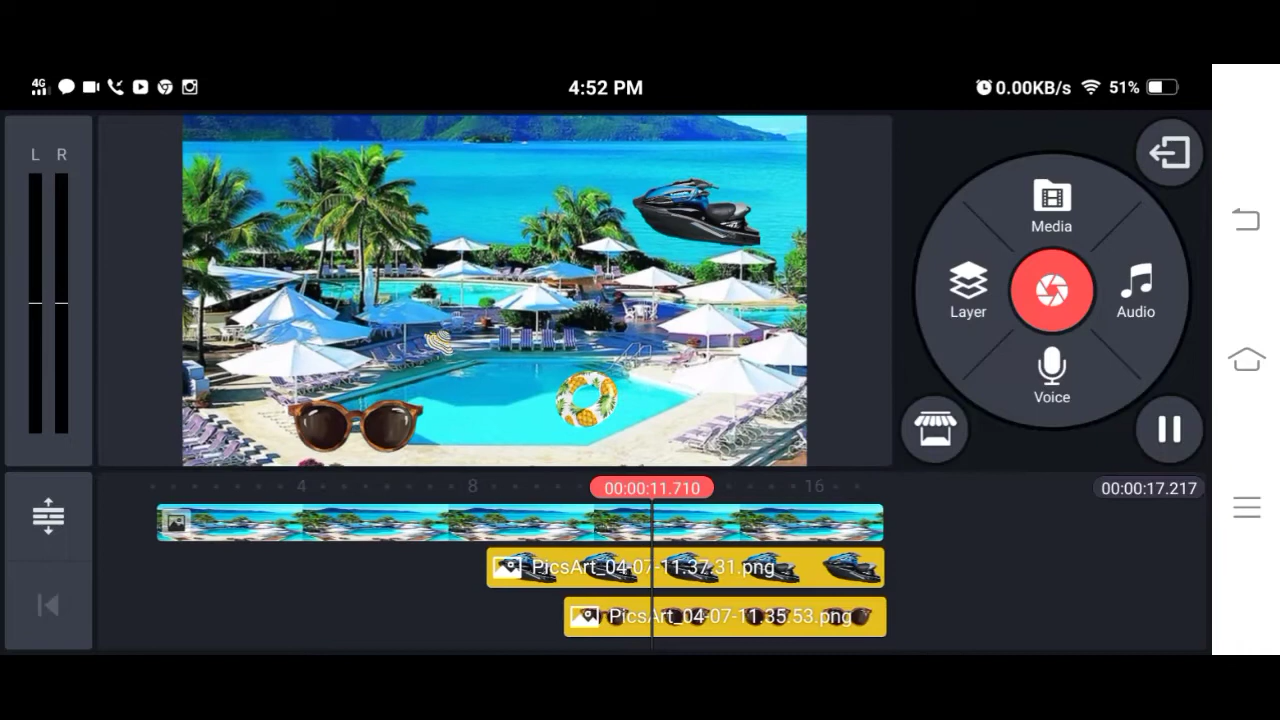 4G 4:52 PM 0.00KB/s 51%
L R
Media
Layer
Audio
Voice
4 8 00:00:11.710 16 00:00:17.217
PicsArt_04-07-11.37.31.png
PicsArt_04-07-11.35.53.png